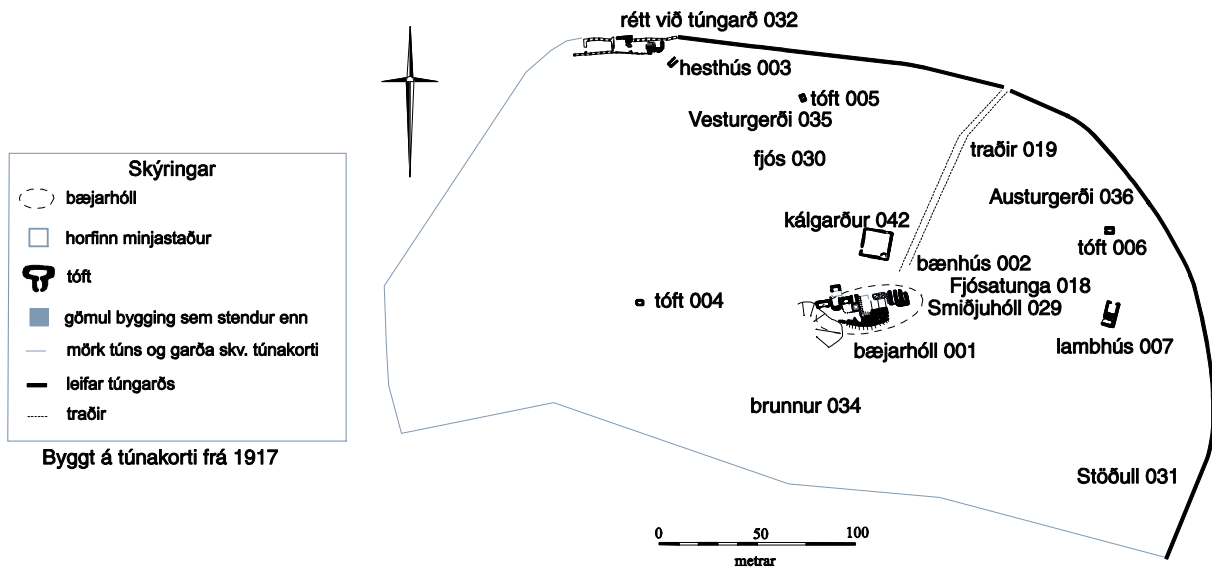 rétt við túngarð 032
hesthús 003
tóft 005
Vesturgerði 035
fjós 030
traðir 019
Austurgerði 036
kálgarður 042
tóft 006
bænhús 002
Fjósatunga 018
Smiðjuhóll 029
tóft 004
bæjarhóll 001
lambhús 007
brunnur 034
Stöðull 031
Skýringar
bæjarhóll
horfinn minjastaður
tóft
gömul bygging sem stendur enn
mörk túns og garða skv. túnakorti
leifar túngarðs
traðir
Byggt á túnakorti frá 1917
0 50 100
metrar